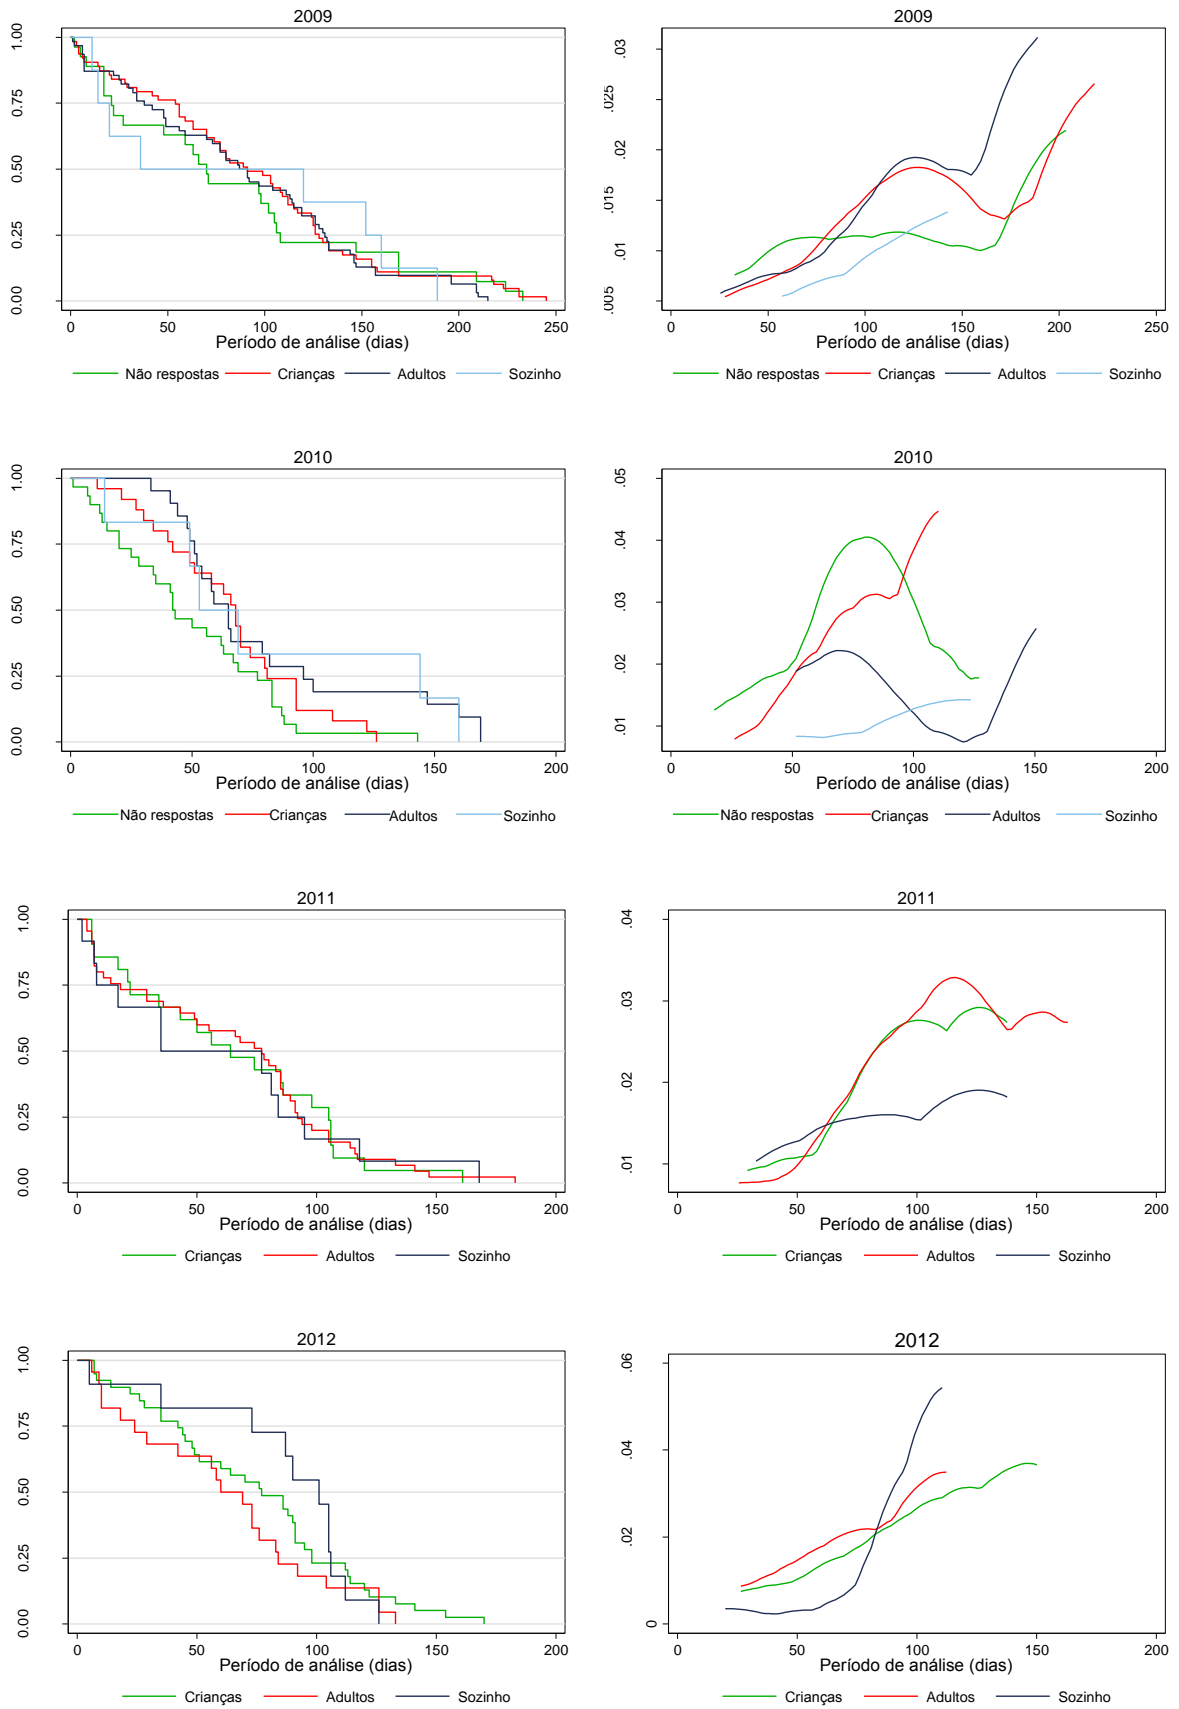 2009
1.00
0.75
0.50
0.25
0.00
0 50 100 150 200 250
Período de análise (dias)
Não respostas Crianças Adultos Sozinho
2009
.03
.025
.02
.015
.01
.005
0 50 100 150 200 250
Período de análise (dias)
Não respostas Crianças Adultos Sozinho
2010
1.00
0.75
0.50
0.25
0.00
0 50 100 150 200
Período de análise (dias)
Não respostas Crianças Adultos Sozinho
2010
.05
.04
.03
.02
.01
0 50 100 150 200
Período de análise (dias)
Não respostas Crianças Adultos Sozinho
2011
1.00
0.75
0.50
0.25
0.00
0 50 100 150 200
Período de análise (dias)
Crianças Adultos Sozinho
2011
.04
.03
.02
.01
0 50 100 150 200
Período de análise (dias)
Crianças Adultos Sozinho
2012
1.00
0.75
0.50
0.25
0.00
0 50 100 150 200
Período de análise (dias)
Crianças Adultos Sozinho
2012
.06
.04
.02
0
0 50 100 150 200
Período de análise (dias)
Crianças Adultos Sozinho